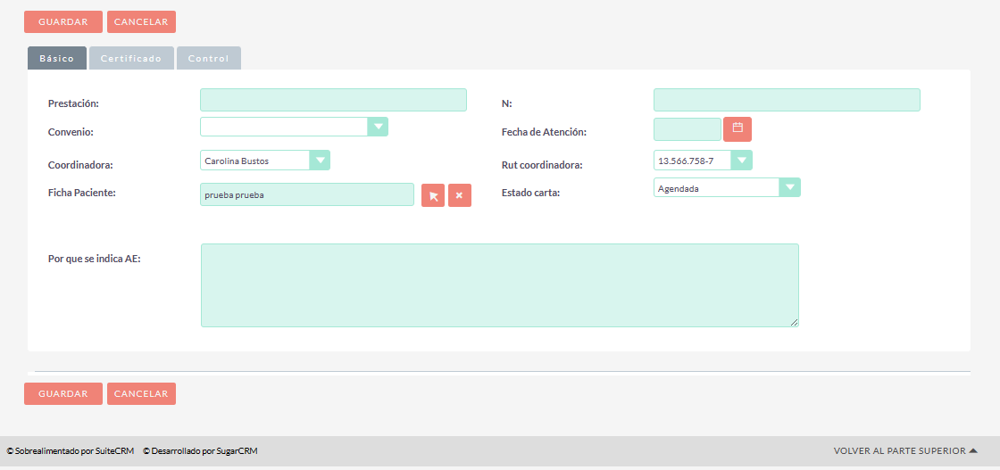 GUARDAR CANCELAR
Básico Certificado Control
Prestación: N:
Convenio: Fecha de Atención:
Coordinadora: Carolina Bustos Rut coordinadora: 13.566.758-7
Ficha Paciente: prueba prueba Estado carta: Agendada
Por que se indica AE:
GUARDAR CANCELAR
© Sobrealimentado por SuiteCRM © Desarrollado por SugarCRM VOLVER AL PARTE SUPERIOR